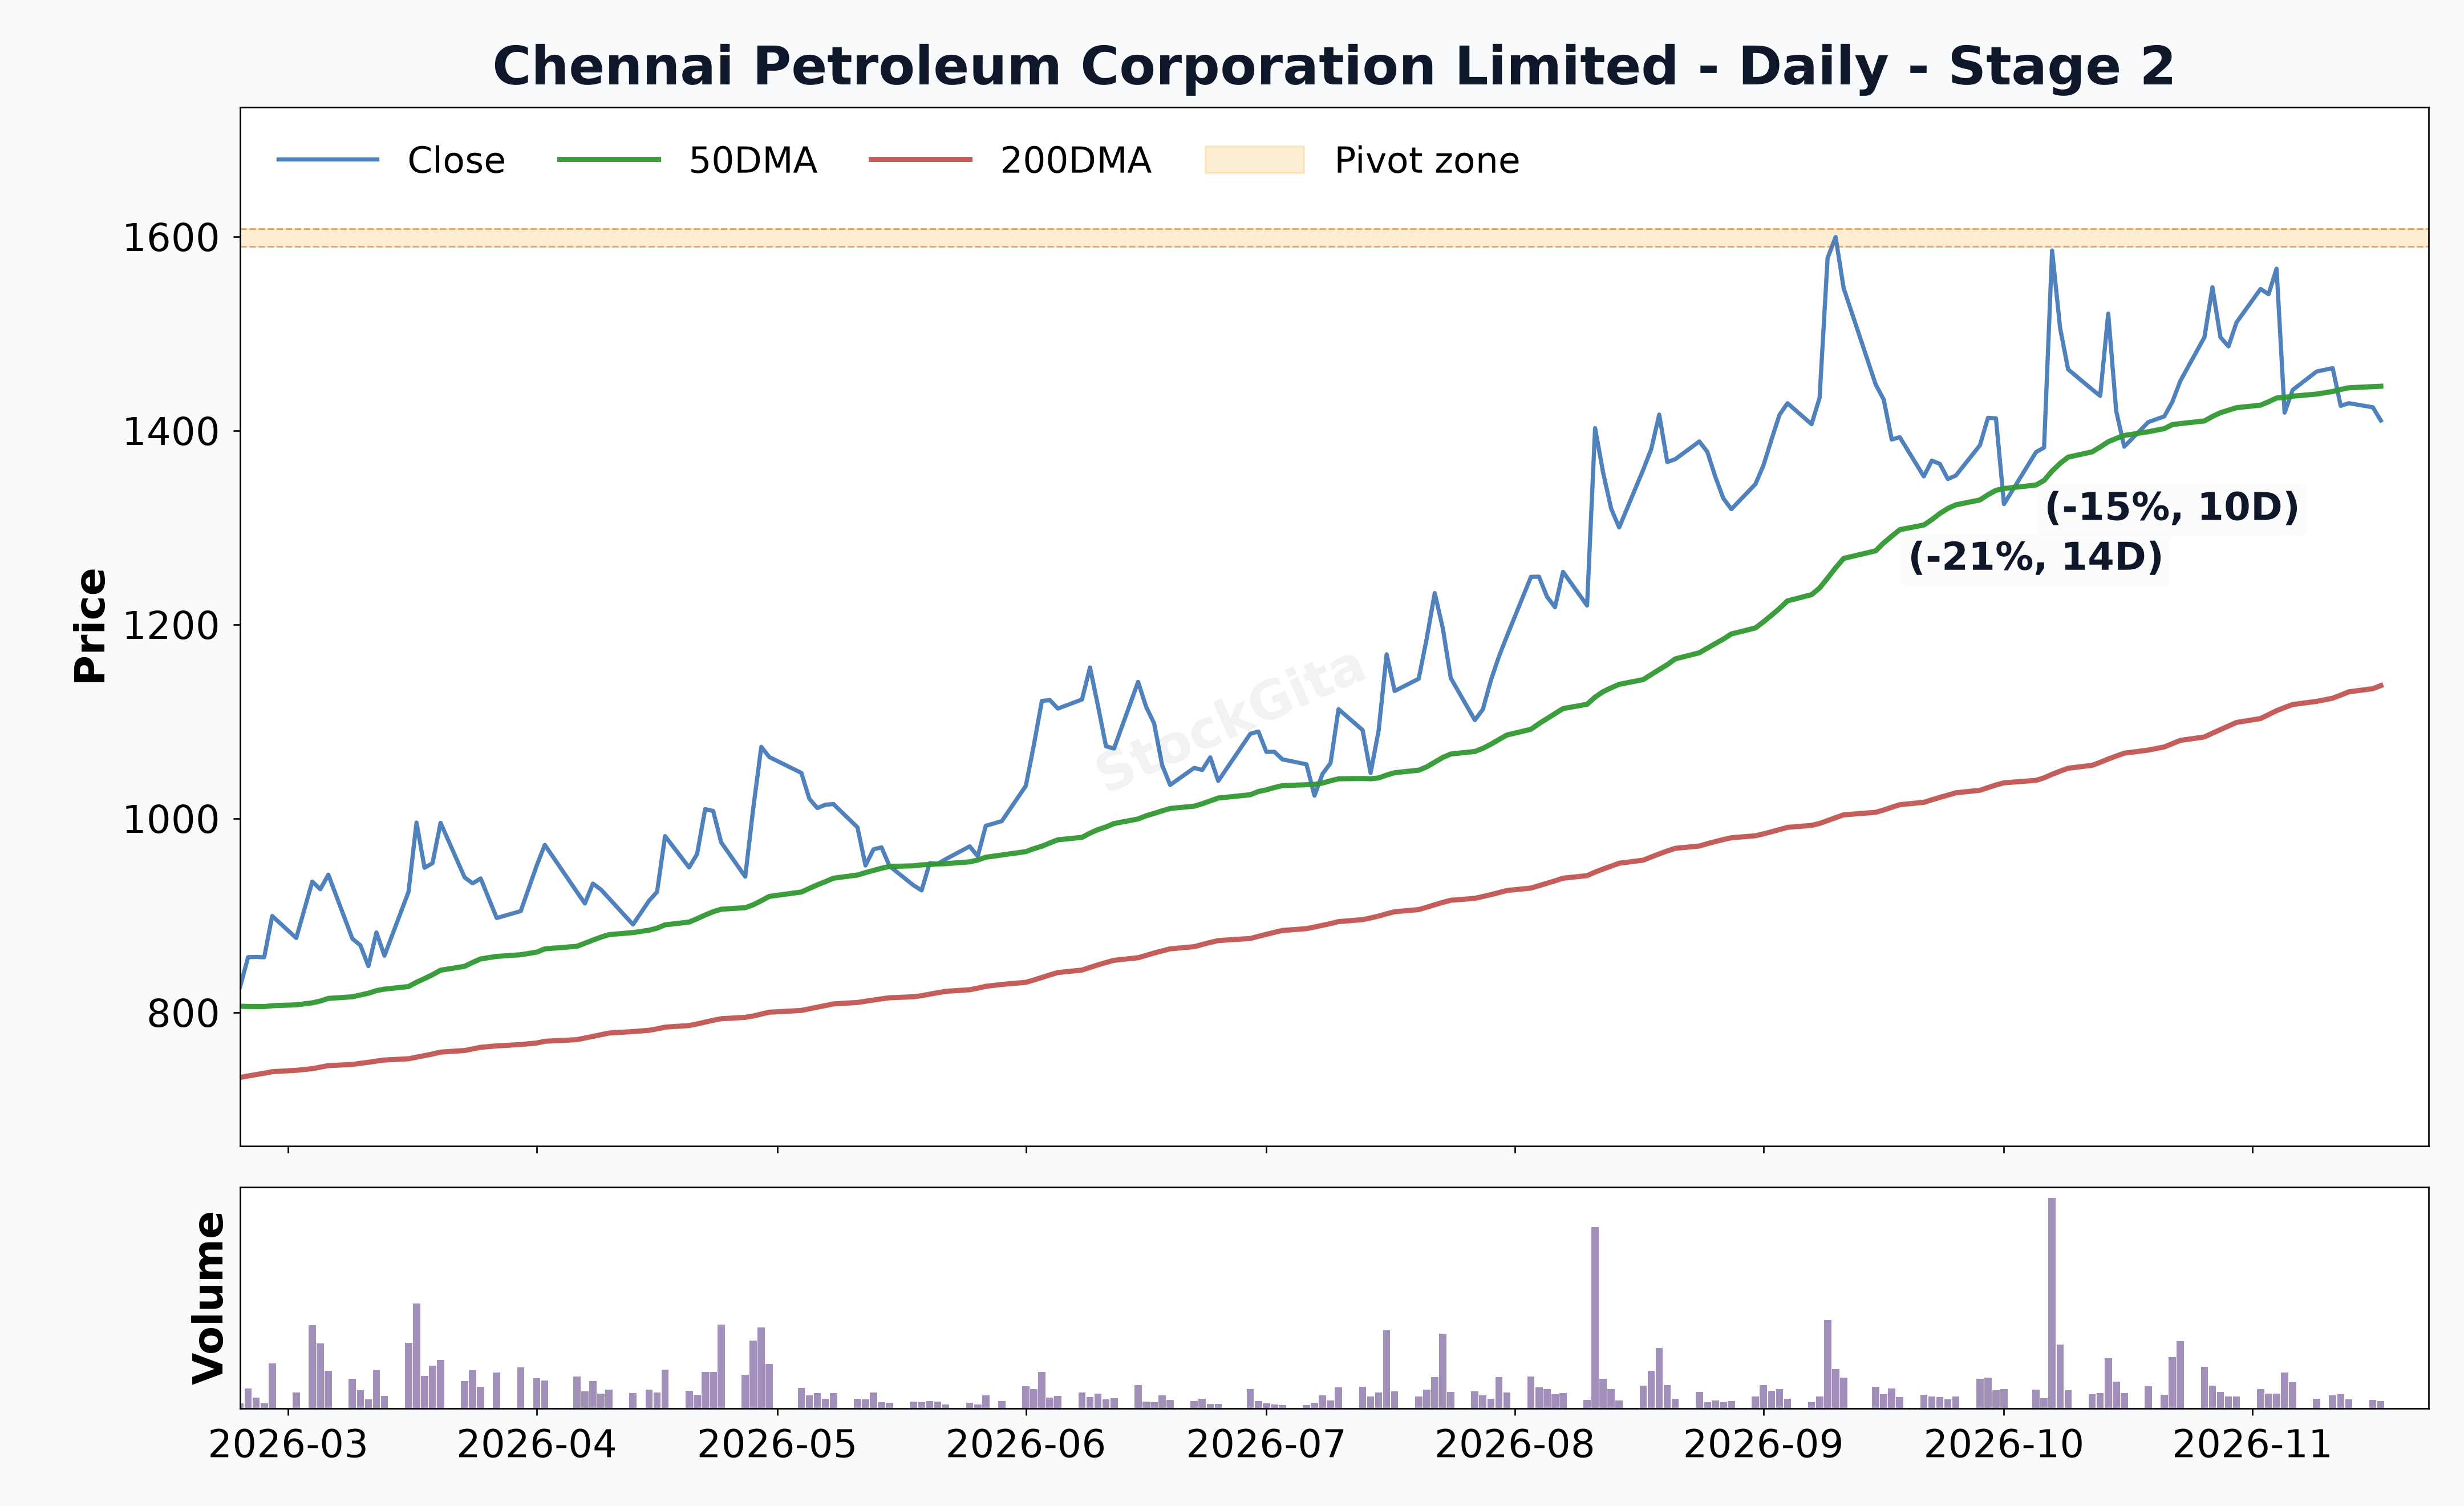 Chennai Petroleum Corporation Limited - Daily - Stage 2
Close 50DMA 200DMA Pivot zone
1600
1400
1200
1000
800
Price
(-15%, 10D)
(-21%, 14D)
StockGita
Volume
2026-03 2026-04 2026-05 2026-06 2026-07 2026-08 2026-09 2026-10 2026-11